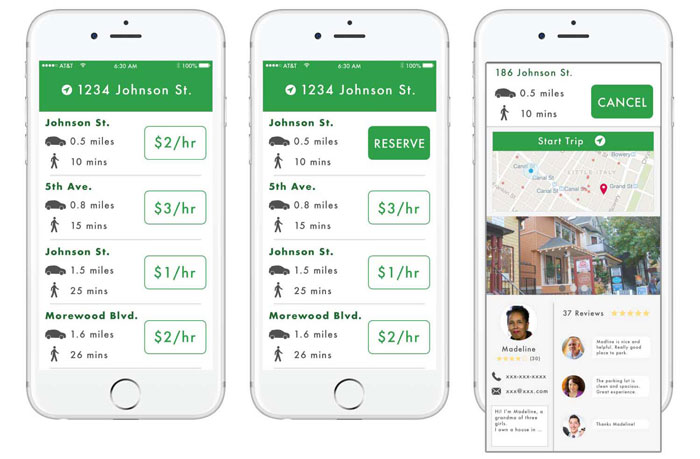 AT&T 6:30 AM 100%
1234 Johnson St.
Johnson St.
0.5 miles
$2/hr
10 mins
5th Ave.
0.8 miles
$3/hr
15 mins
Johnson St.
1.5 miles
$1/hr
25 mins
Morewood Blvd.
1.6 miles
$2/hr
26 mins
AT&T 6:30 AM 100%
1234 Johnson St.
Johnson St.
0.5 miles
RESERVE
10 mins
5th Ave.
0.8 miles
$3/hr
15 mins
Johnson St.
1.5 miles
$1/hr
25 mins
Morewood Blvd.
1.6 miles
$2/hr
26 mins
186 Johnson St.
0.5 miles
CANCEL
10 mins
Start Trip
Bowery
LITTLE ITALY
Canal St
Canal St
Canal St
Grand St
Madeline
(30)
xxx-xxx-xxxx
xxx@xxx.com
Hi! I'm Madeline, a
grandma of three
girls.
I own a house in ...
37 Reviews
Madline is nice and
helpful. Really good
place to park.
The parking lot is
clean and spacious.
Great experience
Thanks Madeline!